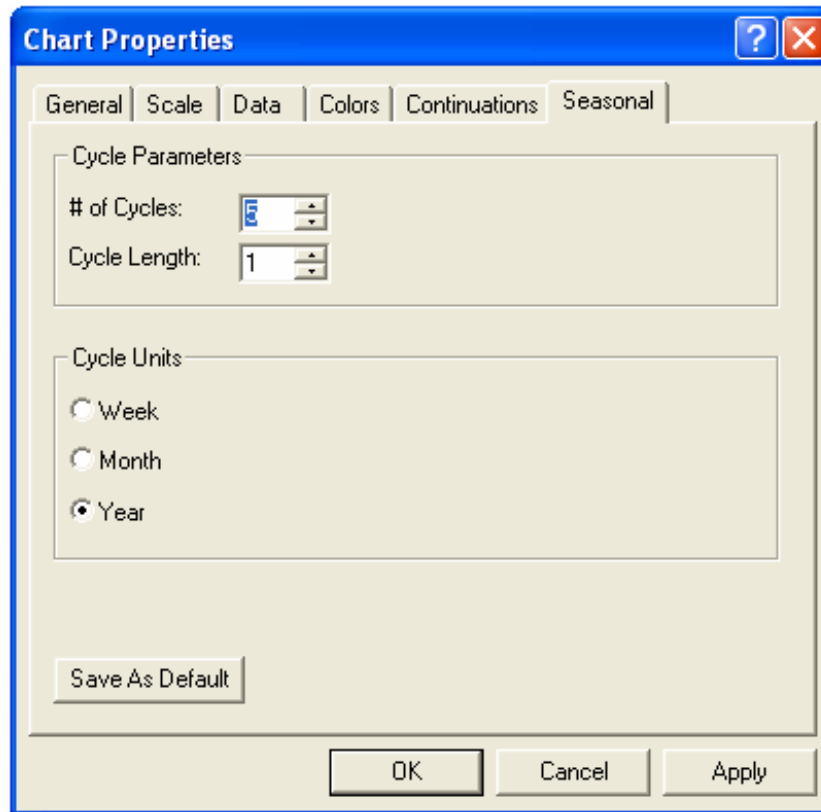 Chart Properties
General Scale Data Colors Continuations Seasonal
Cycle Parameters
# of Cycles: 5
Cycle Length: 1
Cycle Units
Week
Month
Year
Save As Default
OK Cancel Apply